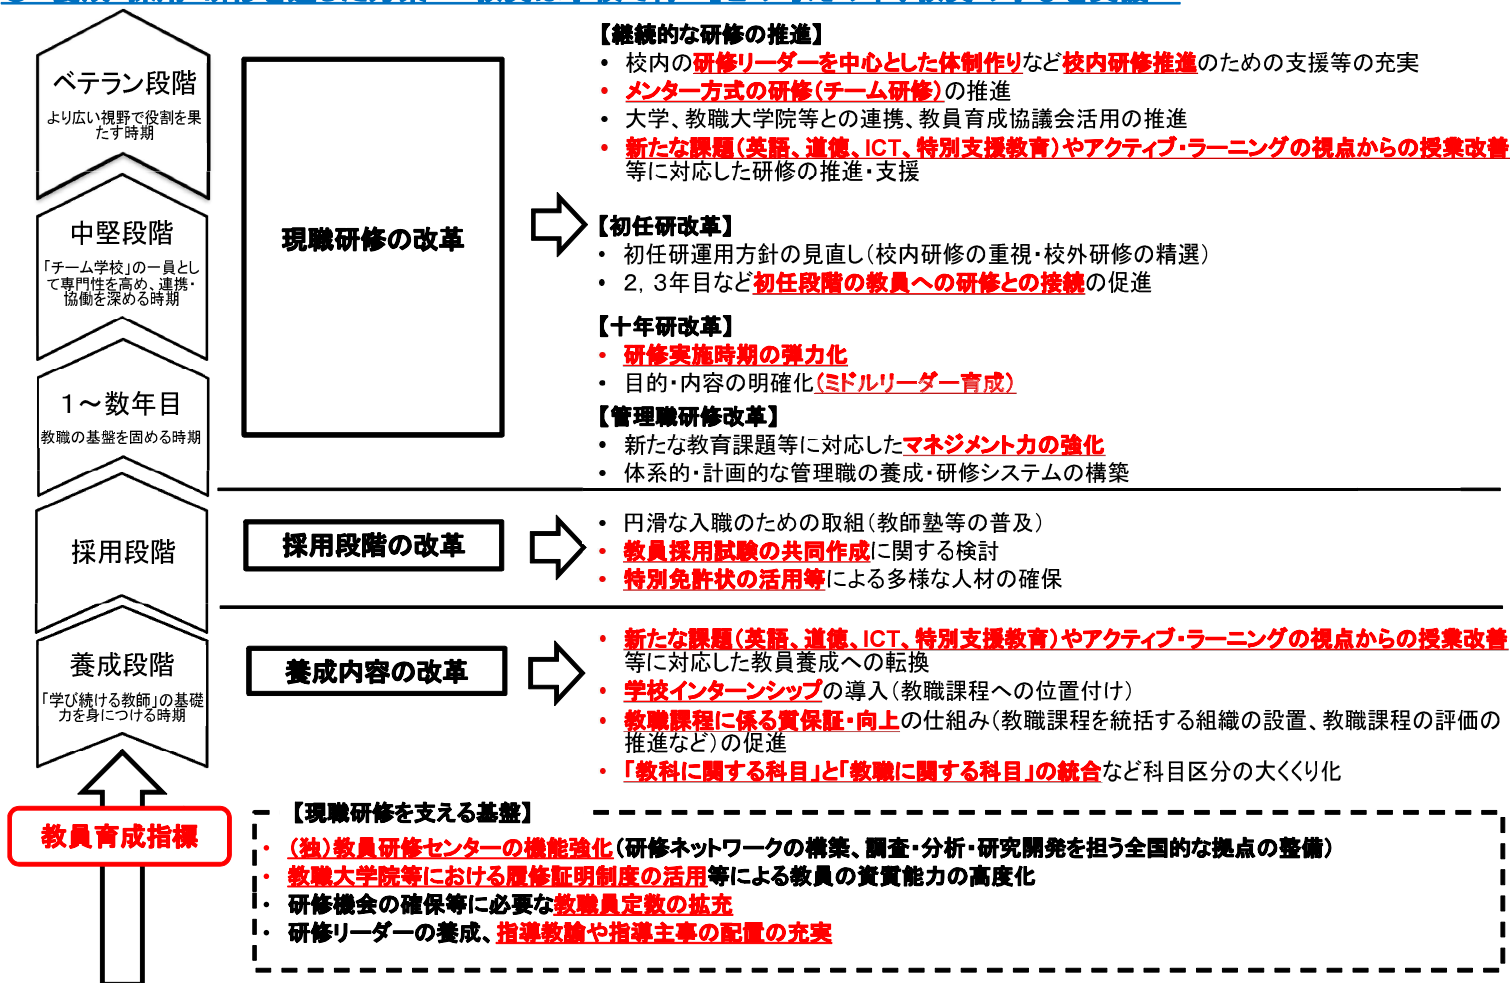 ベテラン段階
より広い視野で役割を果
たす時期
中堅段階
「チーム学校」の一員とし
て専門性を高め、連携・
協働を深める時期
１～数年目
教職の基盤を固める時期
採用段階
養成段階
「学び続ける教師」の基礎
力を身につける時期
教員育成指標
現職研修の改革
【継続的な研修の推進】
• 校内の研修リーダーを中心とした体制作りなど校内研修推進のための支援等の充実
• メンター方式の研修（チーム研修）の推進
• 大学、教職大学院等との連携、教員育成協議会活用の推進
• 新たな課題（英語、道徳、ICT、特別支援教育）やアクティブ・ラーニングの視点からの授業改善
等に対応した研修の推進・支援
【初任研改革】
• 初任研運用方針の見直し（校内研修の重視・校外研修の精選）
• 2，3年目など初任段階の教員への研修との接続の促進
【十年研改革】
• 研修実施時期の弾力化
• 目的・内容の明確化（ミドルリーダー育成）
【管理職研修改革】
• 新たな教育課題等に対応したマネジメント力の強化
• 体系的・計画的な管理職の養成・研修システムの構築
採用段階の改革
• 円滑な入職のための取組（教師塾等の普及）
• 教員採用試験の共同作成に関する検討
• 特別免許状の活用等による多様な人材の確保
養成内容の改革
• 新たな課題（英語、道徳、ICT、特別支援教育）やアクティブ・ラーニングの視点からの授業改善
等に対応した教員養成への転換
• 学校インターンシップの導入（教職課程への位置付け）
• 教職課程に係る質保証・向上の仕組み（教職課程を統括する組織の設置、教職課程の評価の
推進など）の促進
• 「教科に関する科目」と「教職に関する科目」の統合など科目区分の大くくり化
【現職研修を支える基盤】
・ （独）教員研修センターの機能強化（研修ネットワークの構築、調査・分析・研究開発を担う全国的な拠点の整備）
・ 教職大学院等における履修証明制度の活用等による教員の資質能力の高度化
・ 研修機会の確保等に必要な教職員定数の拡充
・ 研修リーダーの養成、指導教諭や指導主事の配置の充実